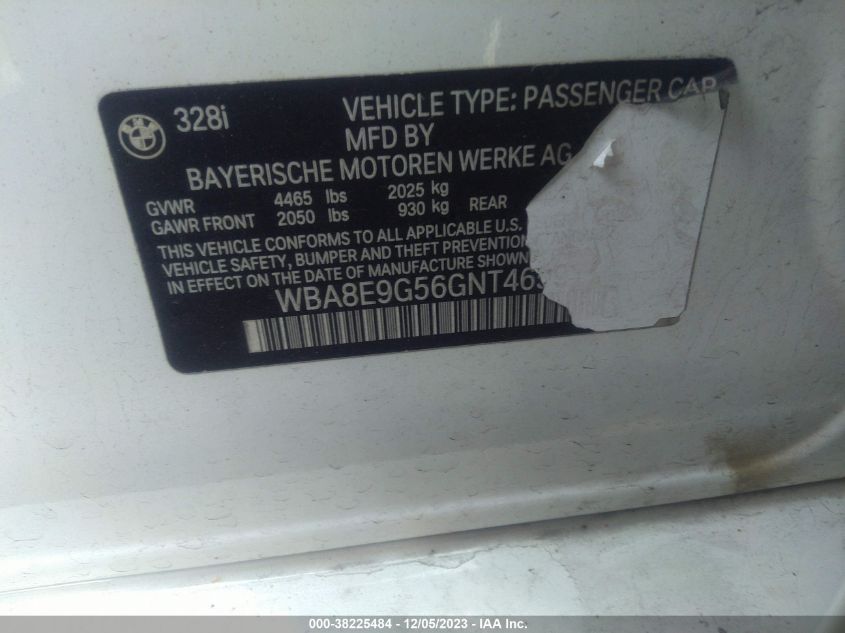 BMW
328i
VEHICLE TYPE: PASSENGER CAR
MFD BY
BAYERISCHE MOTOREN WERKE AG
GVWR 4465 lbs 2025 kg
GAWR FRONT 2050 lbs 930 kg REAR
THIS VEHICLE CONFORMS TO ALL APPLICABLE U.S.
VEHICLE SAFETY, BUMPER AND THEFT PREVENTION
IN EFFECT ON THE DATE OF MANUFACTURE
WBA8E9G56GNT46
000-38225484 - 12/05/2023 - IAA Inc.